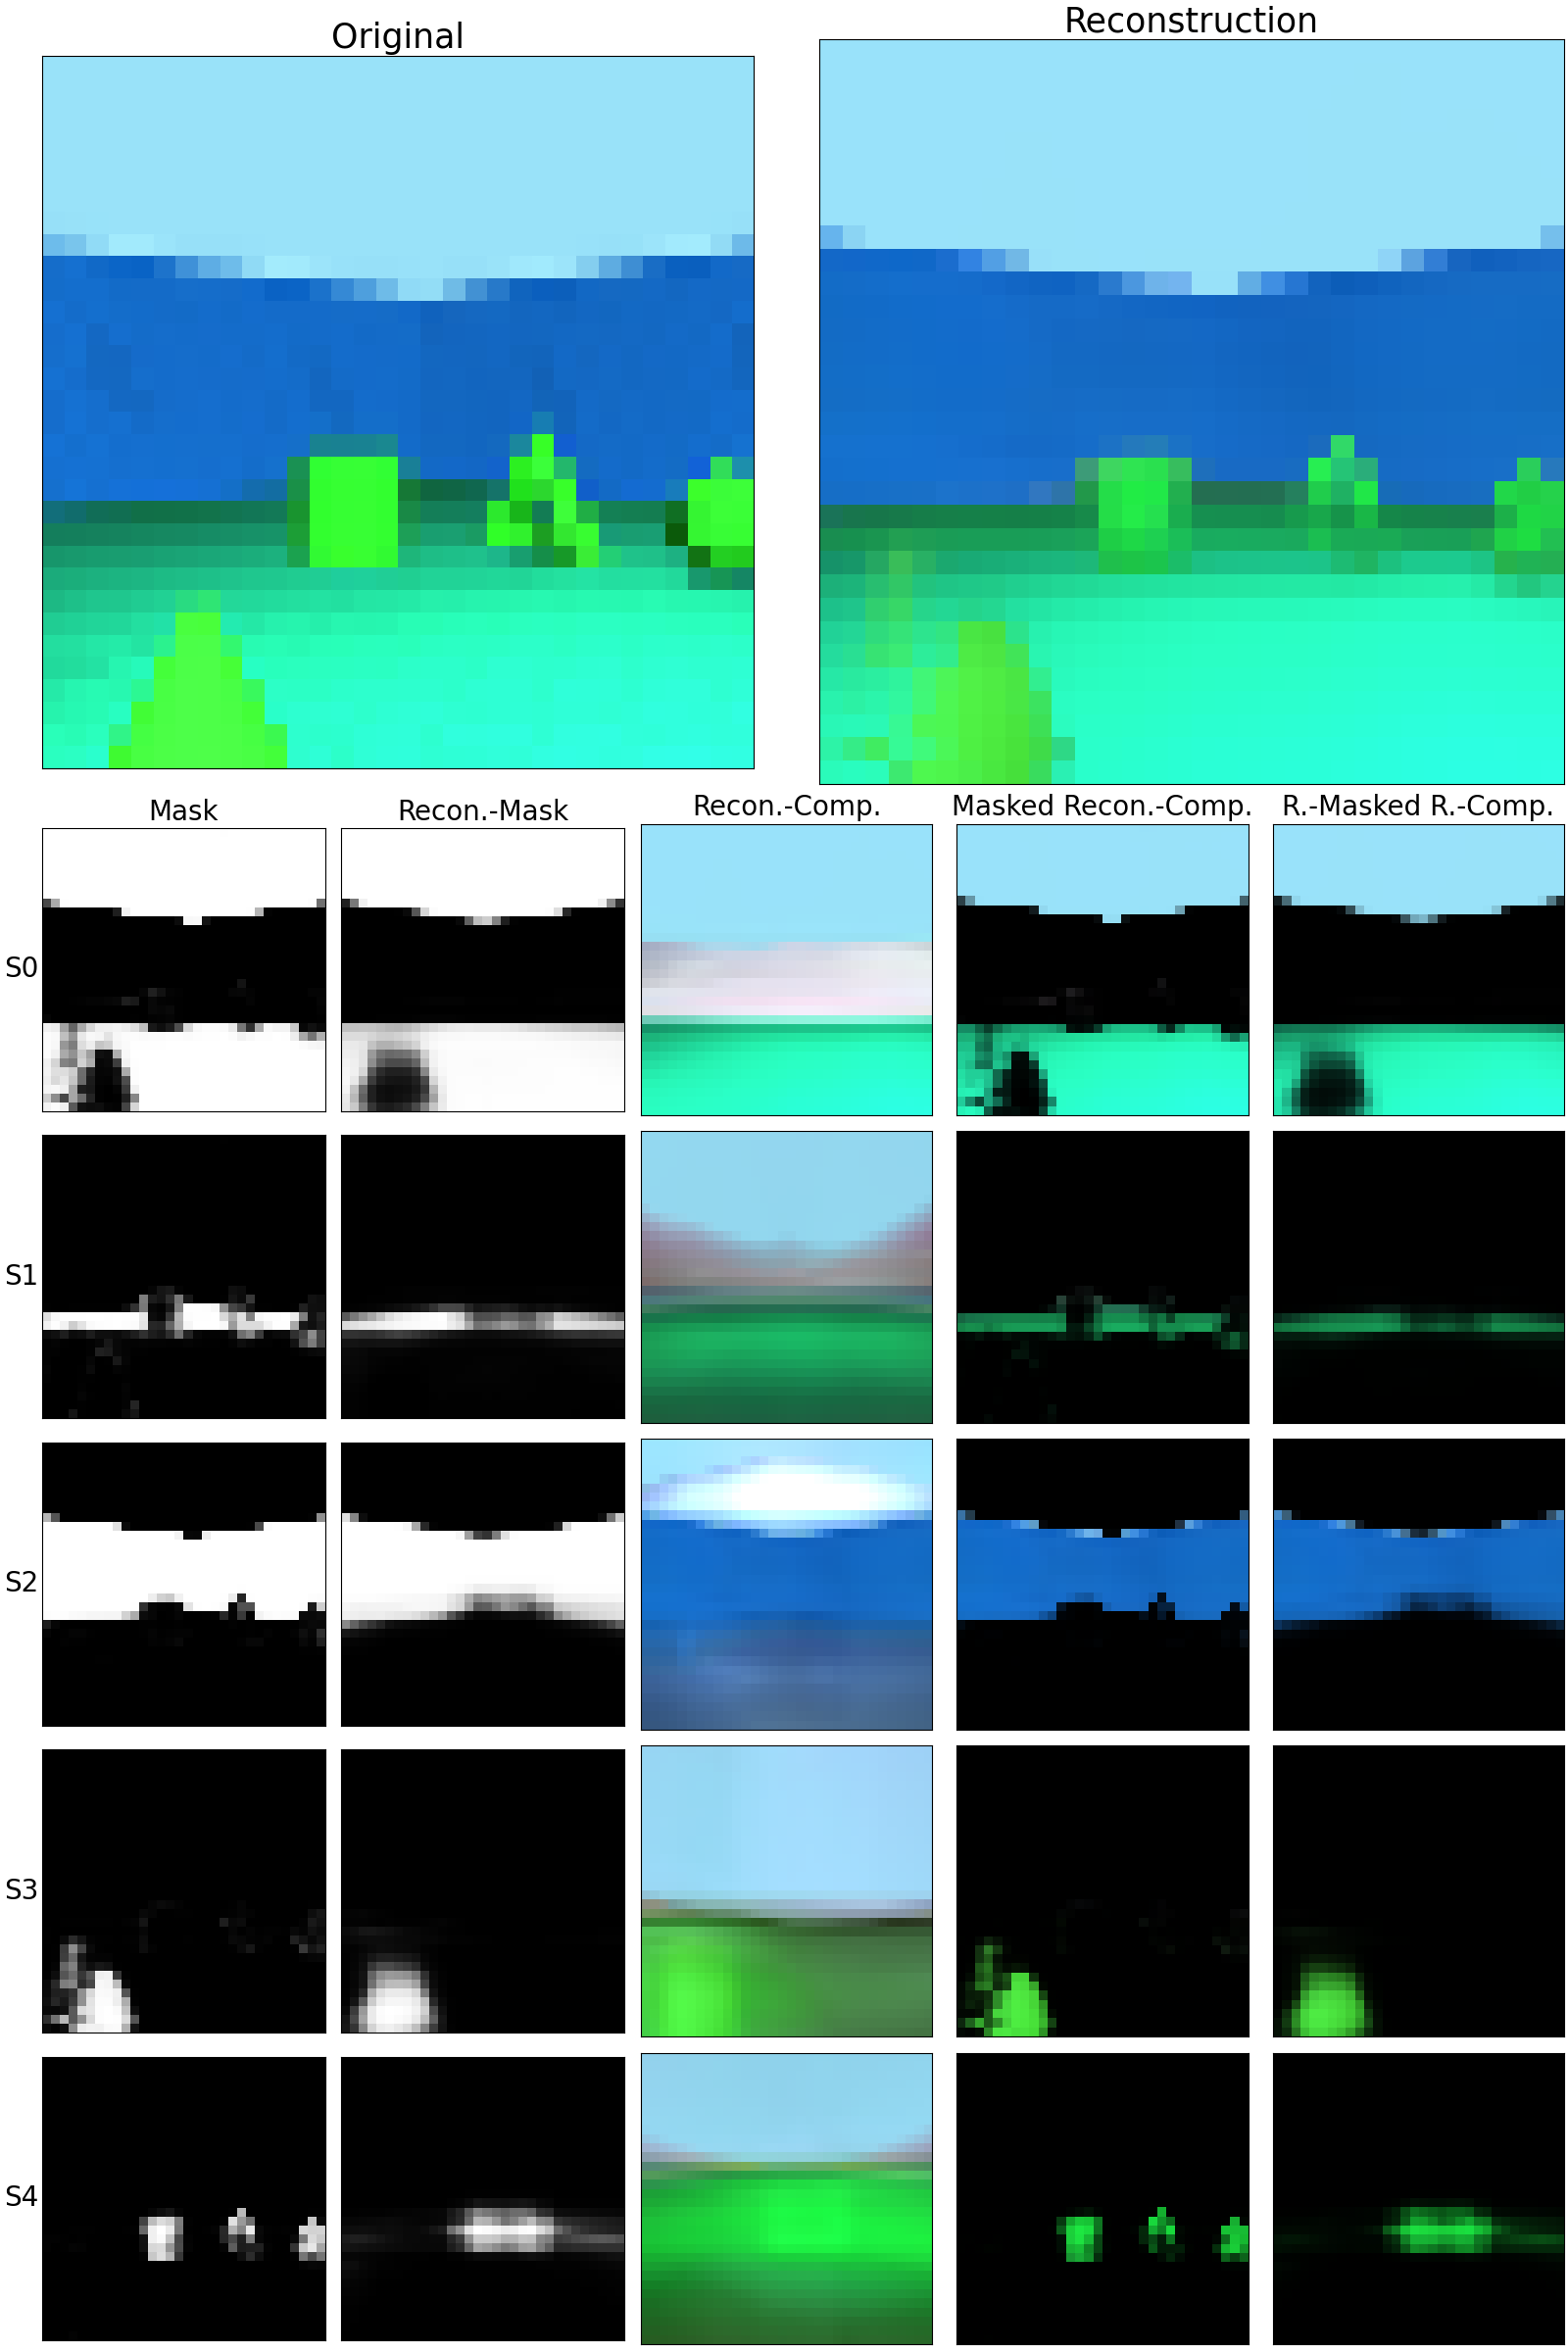 Original
Reconstruction
Mask
Recon.-Mask
Recon.-Comp.
Masked Recon.-Comp.
R.-Masked R.-Comp.
S0
S1
S2
S3
S4